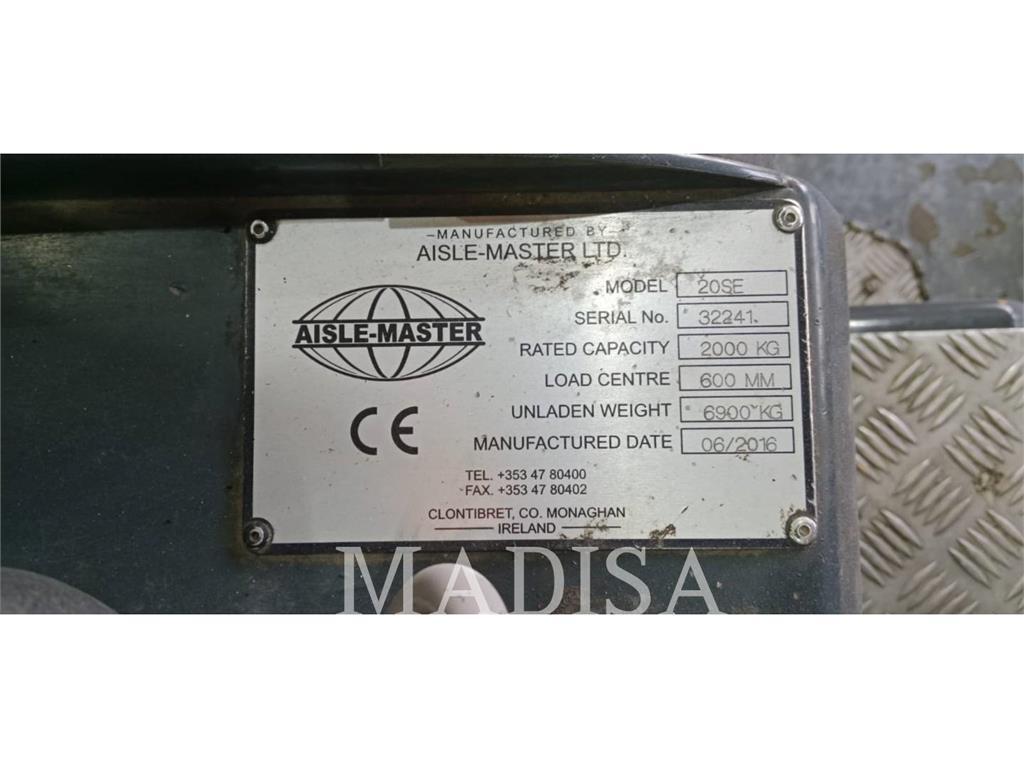 MANUFACTURED BY
AISLE-MASTER LTD.
AISLE-MASTER
MODEL 20SE
SERIAL No. 32241
RATED CAPACITY 2000 KG
LOAD CENTRE 600 MM
UNLADEN WEIGHT 6900 KG
MANUFACTURED DATE 06/2016
CE
TEL. +353 47 80400
FAX. +353 47 80402
CLONTIBRET, CO. MONAGHAN
IRELAND
MADISA